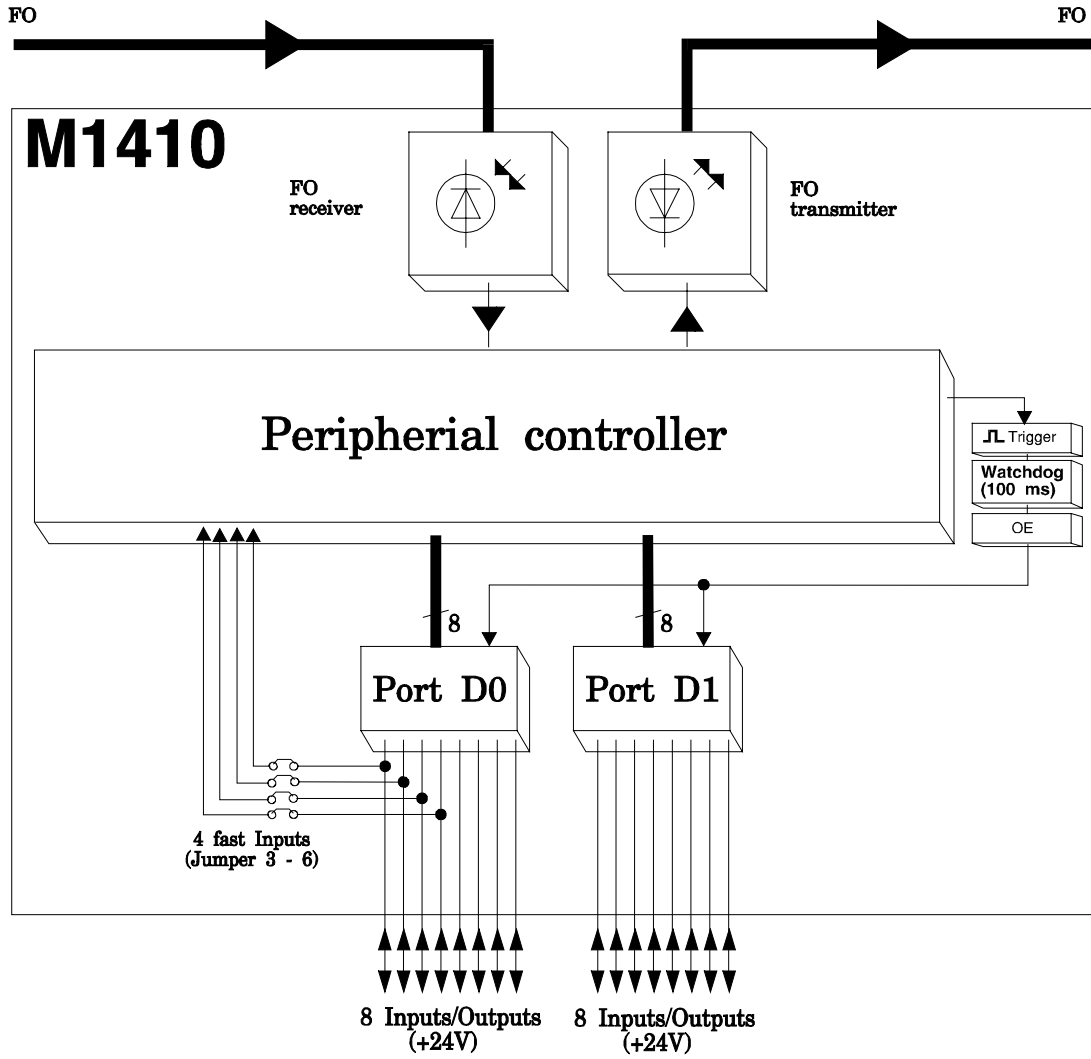 FO
FO
M1410
FO
receiver
FO
transmitter
Peripherial controller
Trigger
Watchdog
(100 ms)
OE
8
8
Port D0
Port D1
4 fast Inputs
(Jumper 3 - 6)
8 Inputs/Outputs
(+24V)
8 Inputs/Outputs
(+24V)